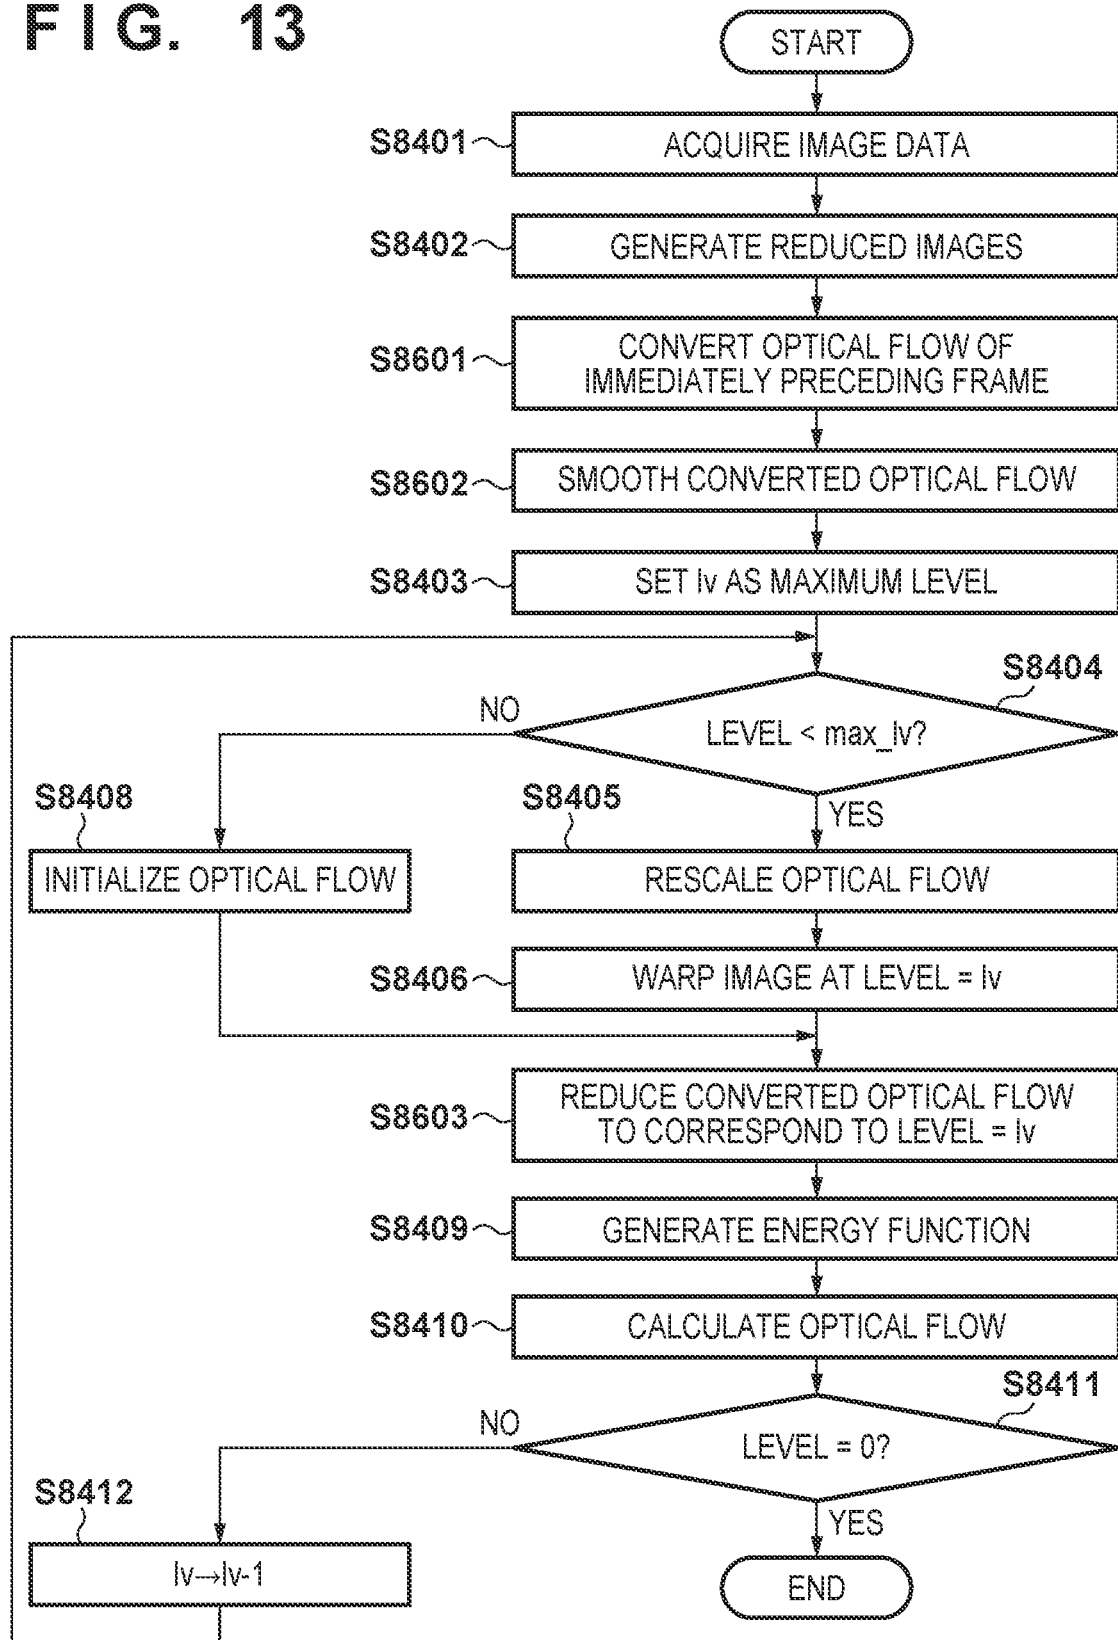 FIG. 13
START
S8401
ACQUIRE IMAGE DATA
S8402
GENERATE REDUCED IMAGES
S8601
CONVERT OPTICAL FLOW OF
IMMEDIATELY PRECEDING FRAME
S8602
SMOOTH CONVERTED OPTICAL FLOW
S8403
SET lv AS MAXIMUM LEVEL
S8404
LEVEL < max_lv?
NO
YES
S8408
INITIALIZE OPTICAL FLOW
S8405
RESCALE OPTICAL FLOW
S8406
WARP IMAGE AT LEVEL = lv
S8603
REDUCE CONVERTED OPTICAL FLOW
TO CORRESPOND TO LEVEL = lv
S8409
GENERATE ENERGY FUNCTION
S8410
CALCULATE OPTICAL FLOW
S8411
LEVEL = 0?
NO
YES
S8412
lv→lv-1
END